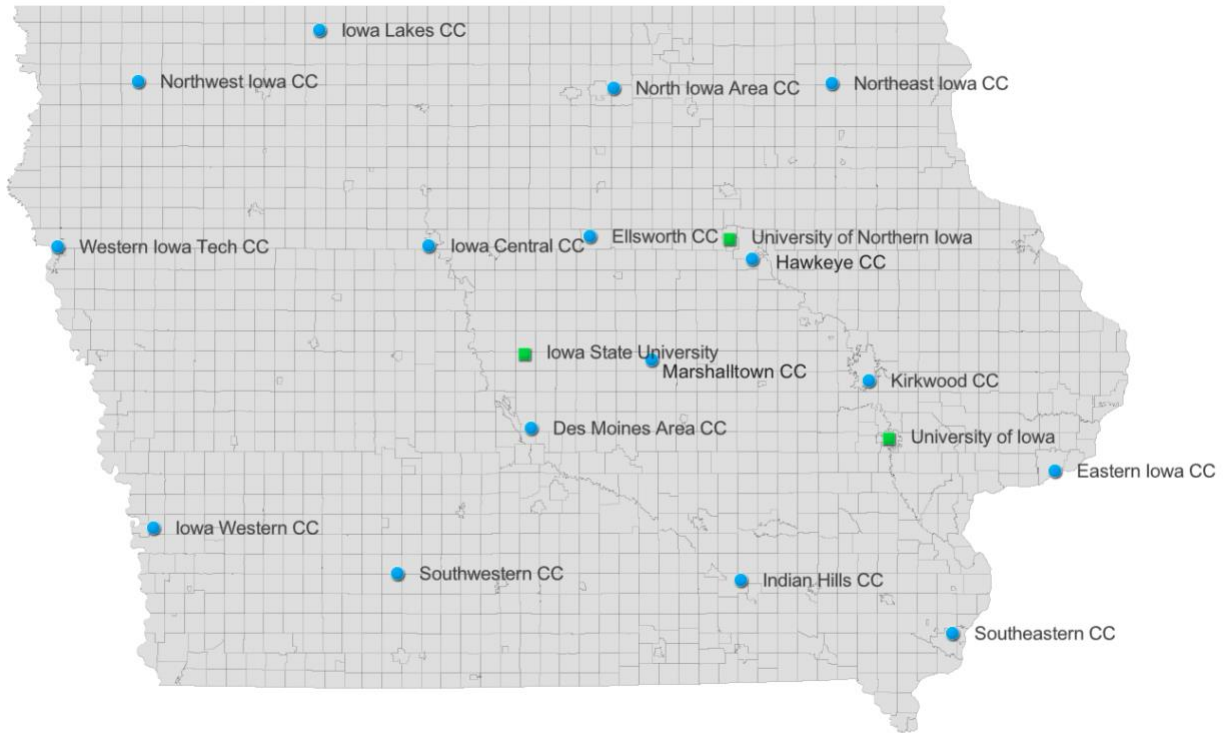 Iowa Lakes CC
Northwest Iowa CC
North Iowa Area CC
Northeast Iowa CC
Western Iowa Tech CC
Iowa Central CC
Ellsworth CC
University of Northern Iowa
Hawkeye CC
Iowa State University
Marshalltown CC
Kirkwood CC
Des Moines Area CC
University of Iowa
Eastern Iowa CC
Iowa Western CC
Southwestern CC
Indian Hills CC
Southeastern CC